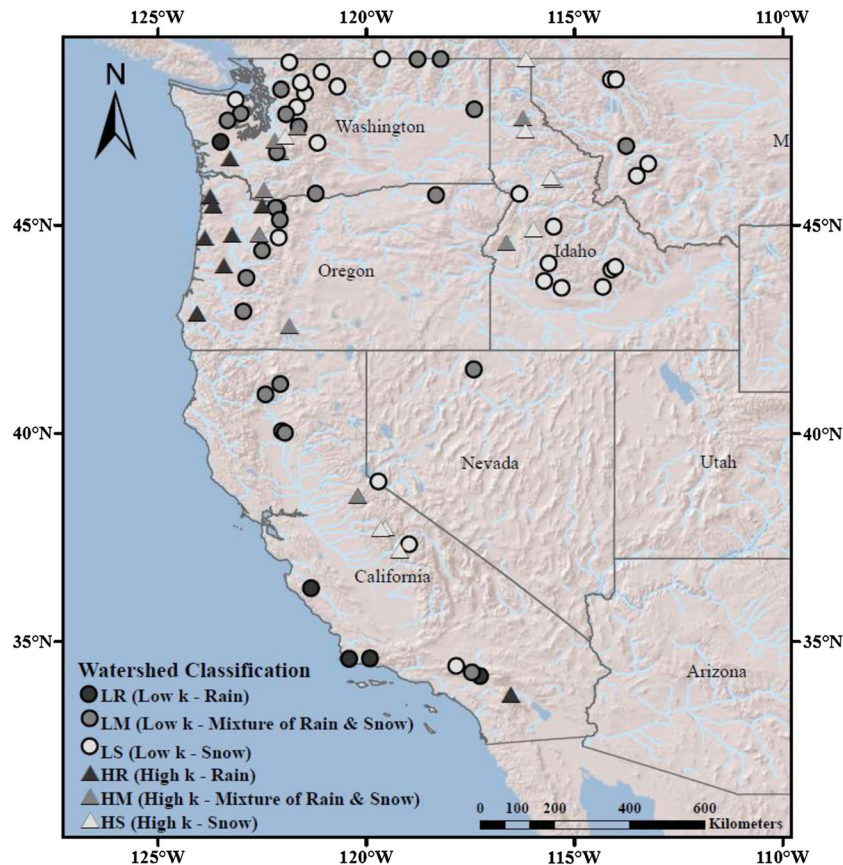 125°W 120°W 115°W 110°W
N
Washington
M
45°N 45°N
Oregon
Idaho
40°N 40°N
Nevada
Utah
California
35°N 35°N
Arizona
Watershed Classification
LR (Low k - Rain)
LM (Low k - Mixture of Rain & Snow)
LS (Low k - Snow)
HR (High k - Rain)
HM (High k - Mixture of Rain & Snow)
HS (High k - Snow)
0 100 200 400 600
Kilometers
125°W 120°W 115°W 110°W